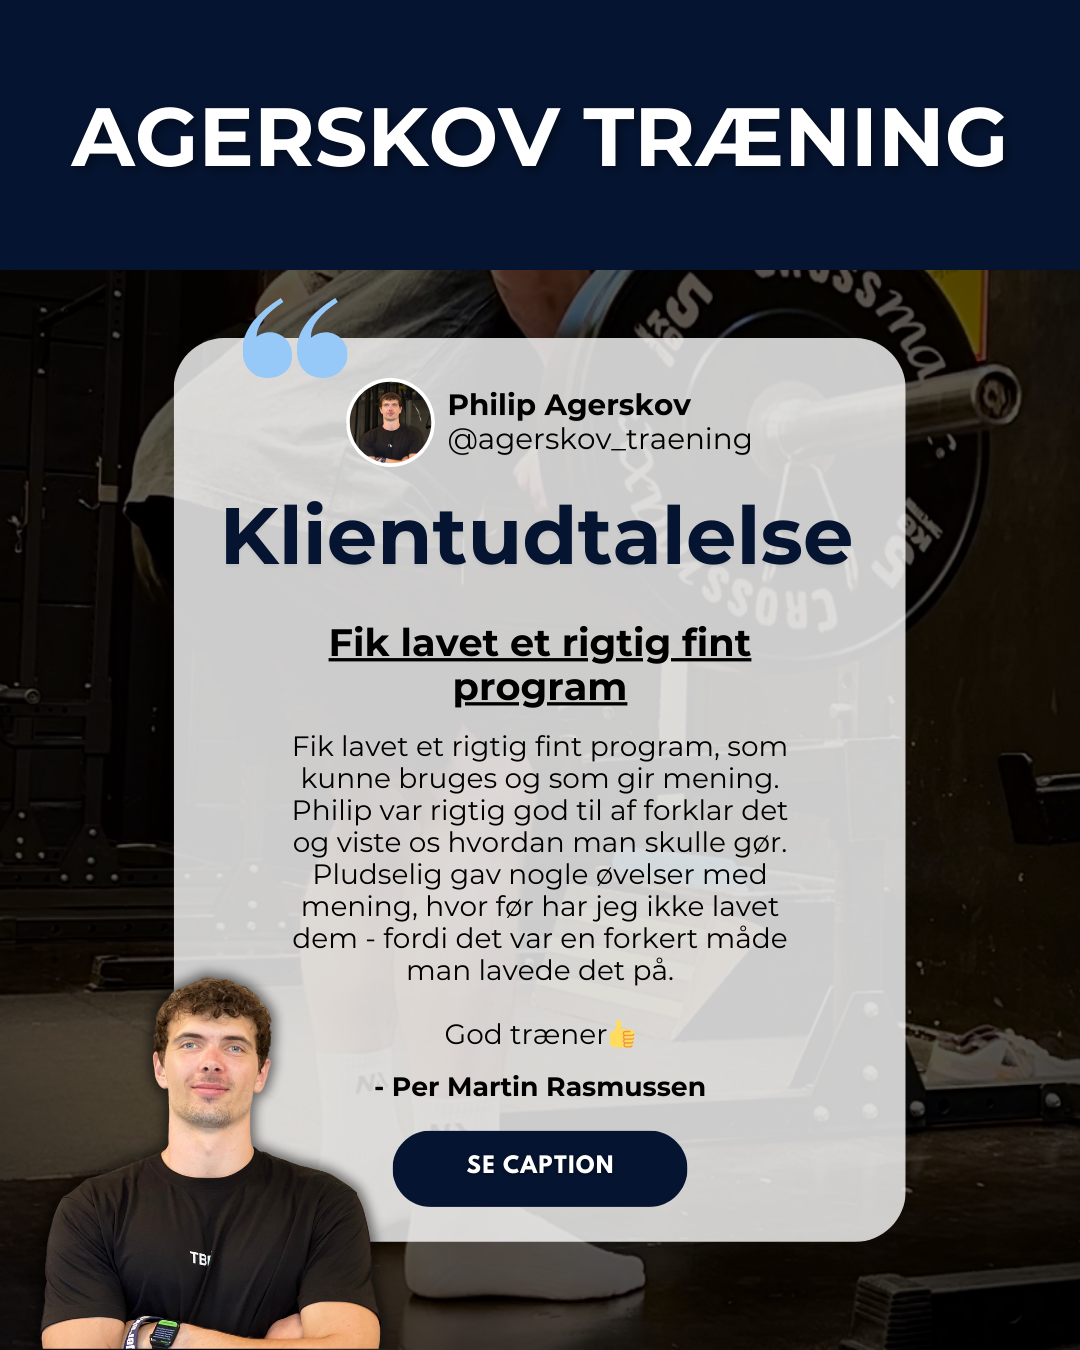 AGERSKOV TRÆNING
Philip Agerskov
@agerskov_traening
Klientudtalelse
Fik lavet et rigtig fint
program
Fik lavet et rigtig fint program, som
kunne bruges og som gir mening.
Philip var rigtig god til af forklar det
og viste os hvordan man skulle gør.
Pludselig gav nogle øvelser med
mening, hvor før har jeg ikke lavet
dem - fordi det var en forkert måde
man lavede det på.
God træner👍
- Per Martin Rasmussen
SE CAPTION